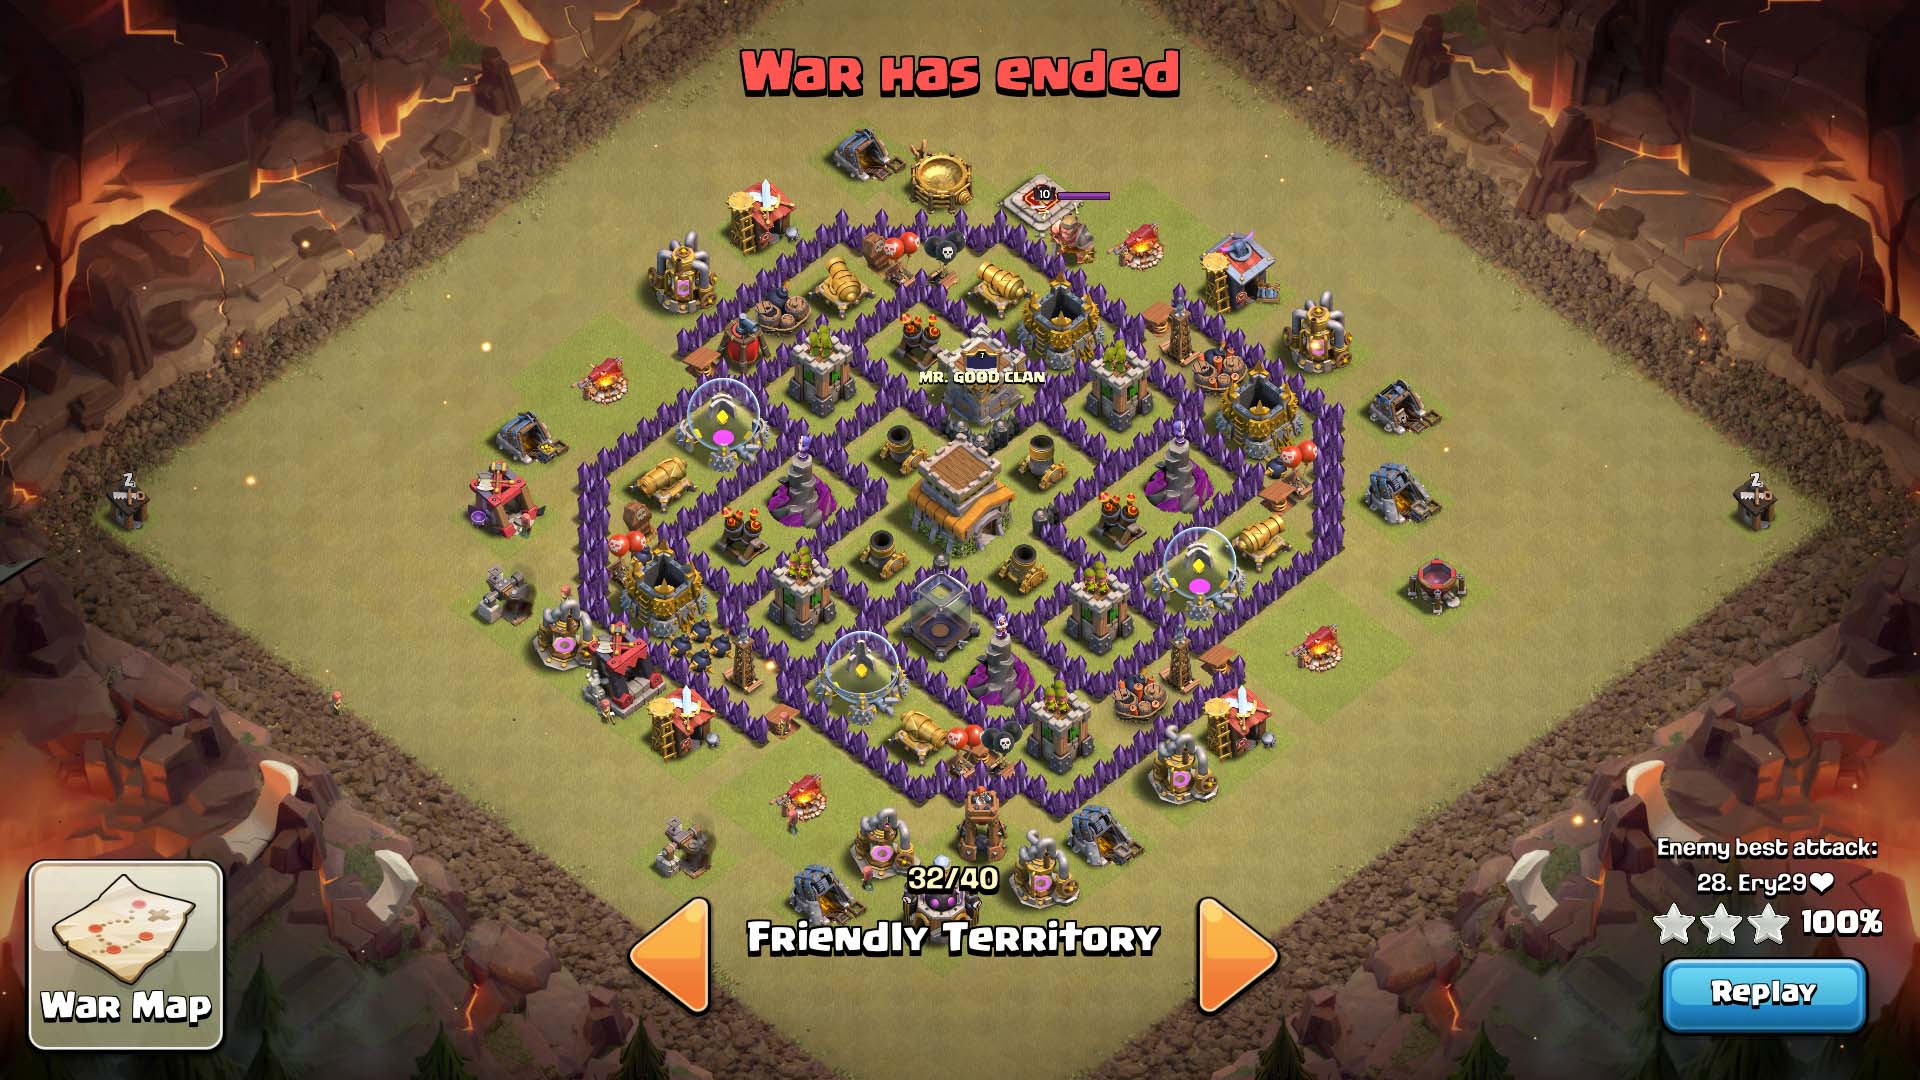 War has ended
10
7
MR. GOOD CLAN
Z
Z
32/40
Friendly Territory
War Map
Enemy best attack:
28. Ery29♥
100%
Replay